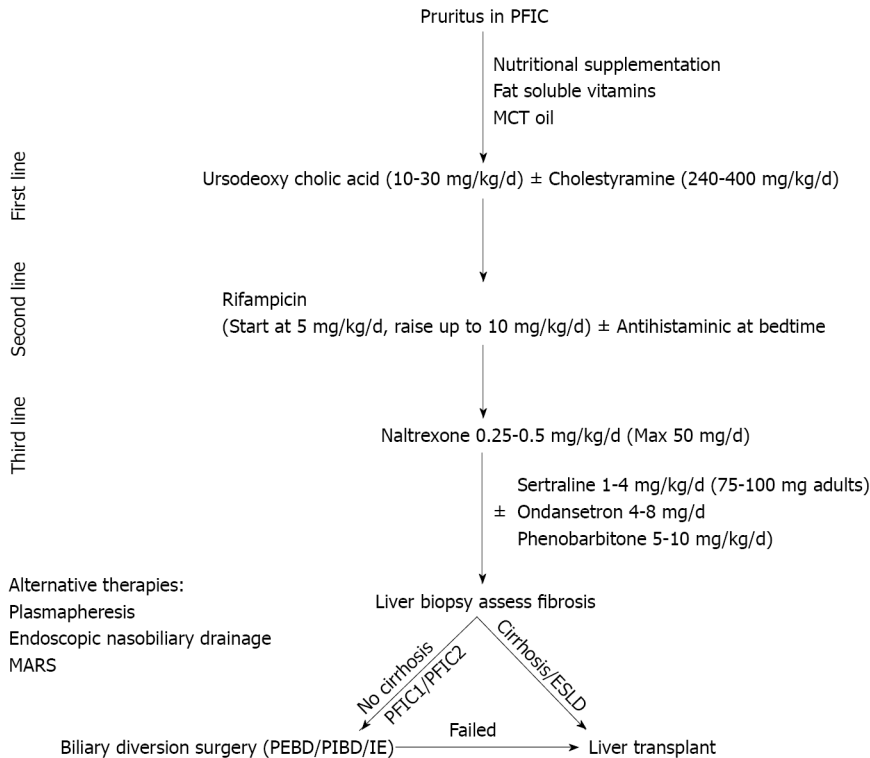 Pruritus in PFIC
Nutritional supplementation
Fat soluble vitamins
MCT oil
First line
Ursodeoxy cholic acid (10-30 mg/kg/d) ± Cholestyramine (240-400 mg/kg/d)
Second line
Rifampicin
(Start at 5 mg/kg/d, raise up to 10 mg/kg/d) ± Antihistaminic at bedtime
Third line
Naltrexone 0.25-0.5 mg/kg/d (Max 50 mg/d)
Sertraline 1-4 mg/kg/d (75-100 mg adults)
± Ondansetron 4-8 mg/d
Phenobarbitone 5-10 mg/kg/d)
Alternative therapies:
Plasmapheresis
Endoscopic nasobiliary drainage
MARS
Liver biopsy assess fibrosis
No cirrhosis
PFIC1/PFIC2
Cirrhosis/ESLD
Biliary diversion surgery (PEBD/PIBD/IE)
Failed
Liver transplant